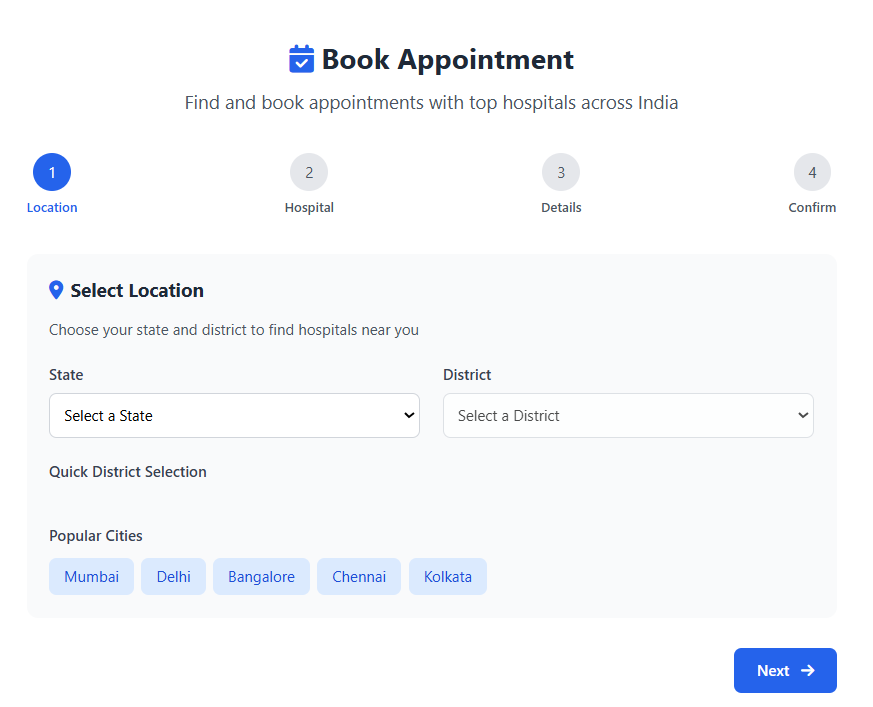 Book Appointment
Find and book appointments with top hospitals across India
1 2 3 4
Location Hospital Details Confirm
Select Location
Choose your state and district to find hospitals near you
State District
Select a State Select a District
Quick District Selection
Popular Cities
Mumbai Delhi Bangalore Chennai Kolkata
Next